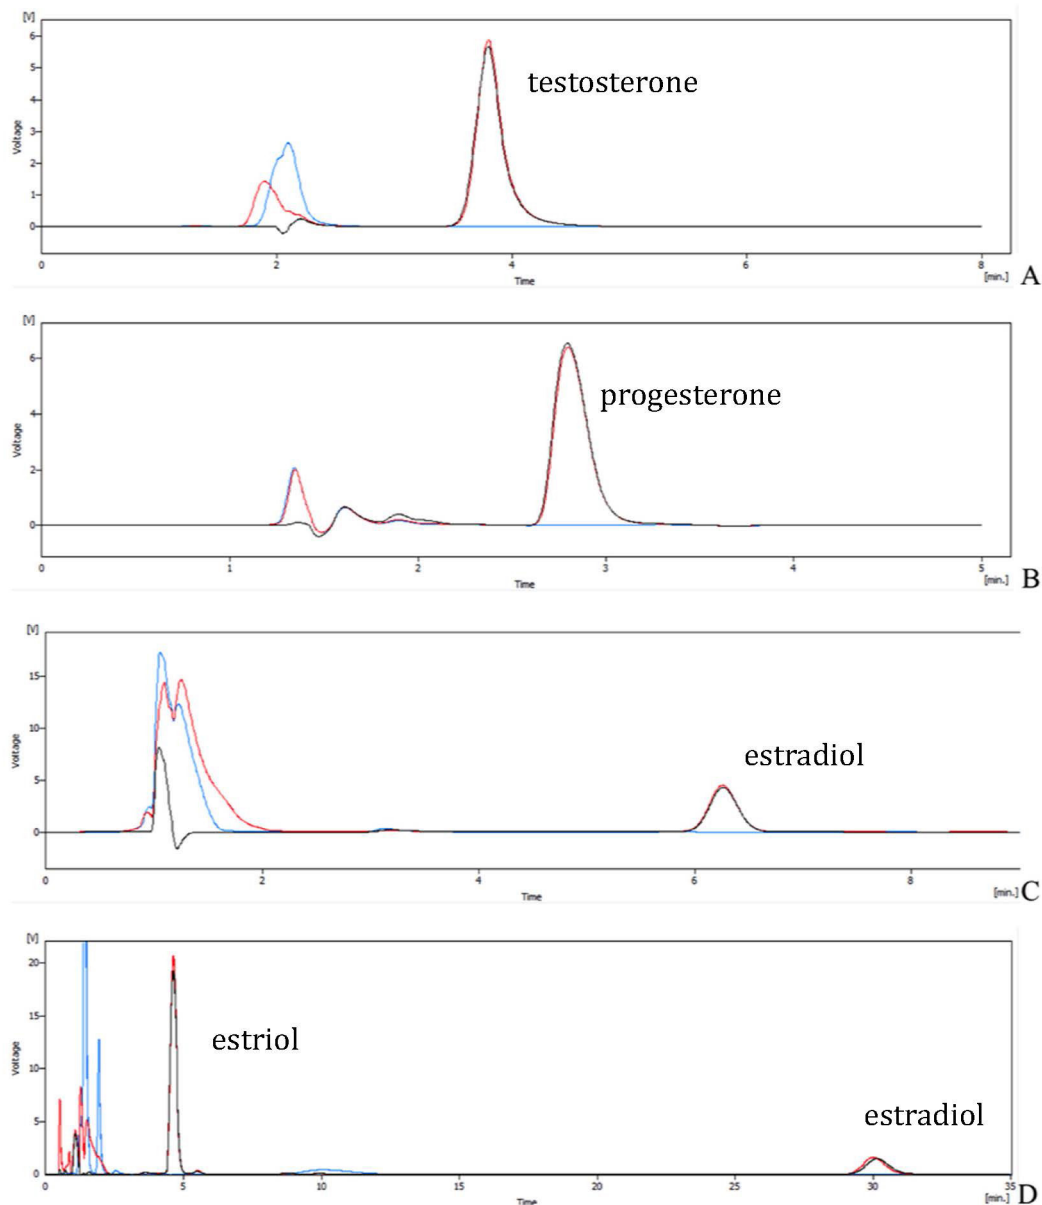 [V]
6
5
4
3
2
1
0
Voltage
testosterone
0 2 4 6 8
Time [min.] A
[V]
6
4
2
0
Voltage
progesterone
0 1 2 3 4 5
Time [min.] B
[V]
15
10
5
0
Voltage
estradiol
0 2 4 6 8
Time [min.] C
[V]
20
15
10
5
0
Voltage
estriol
estradiol
0 5 10 15 20 25 30 35
Time [min.] D